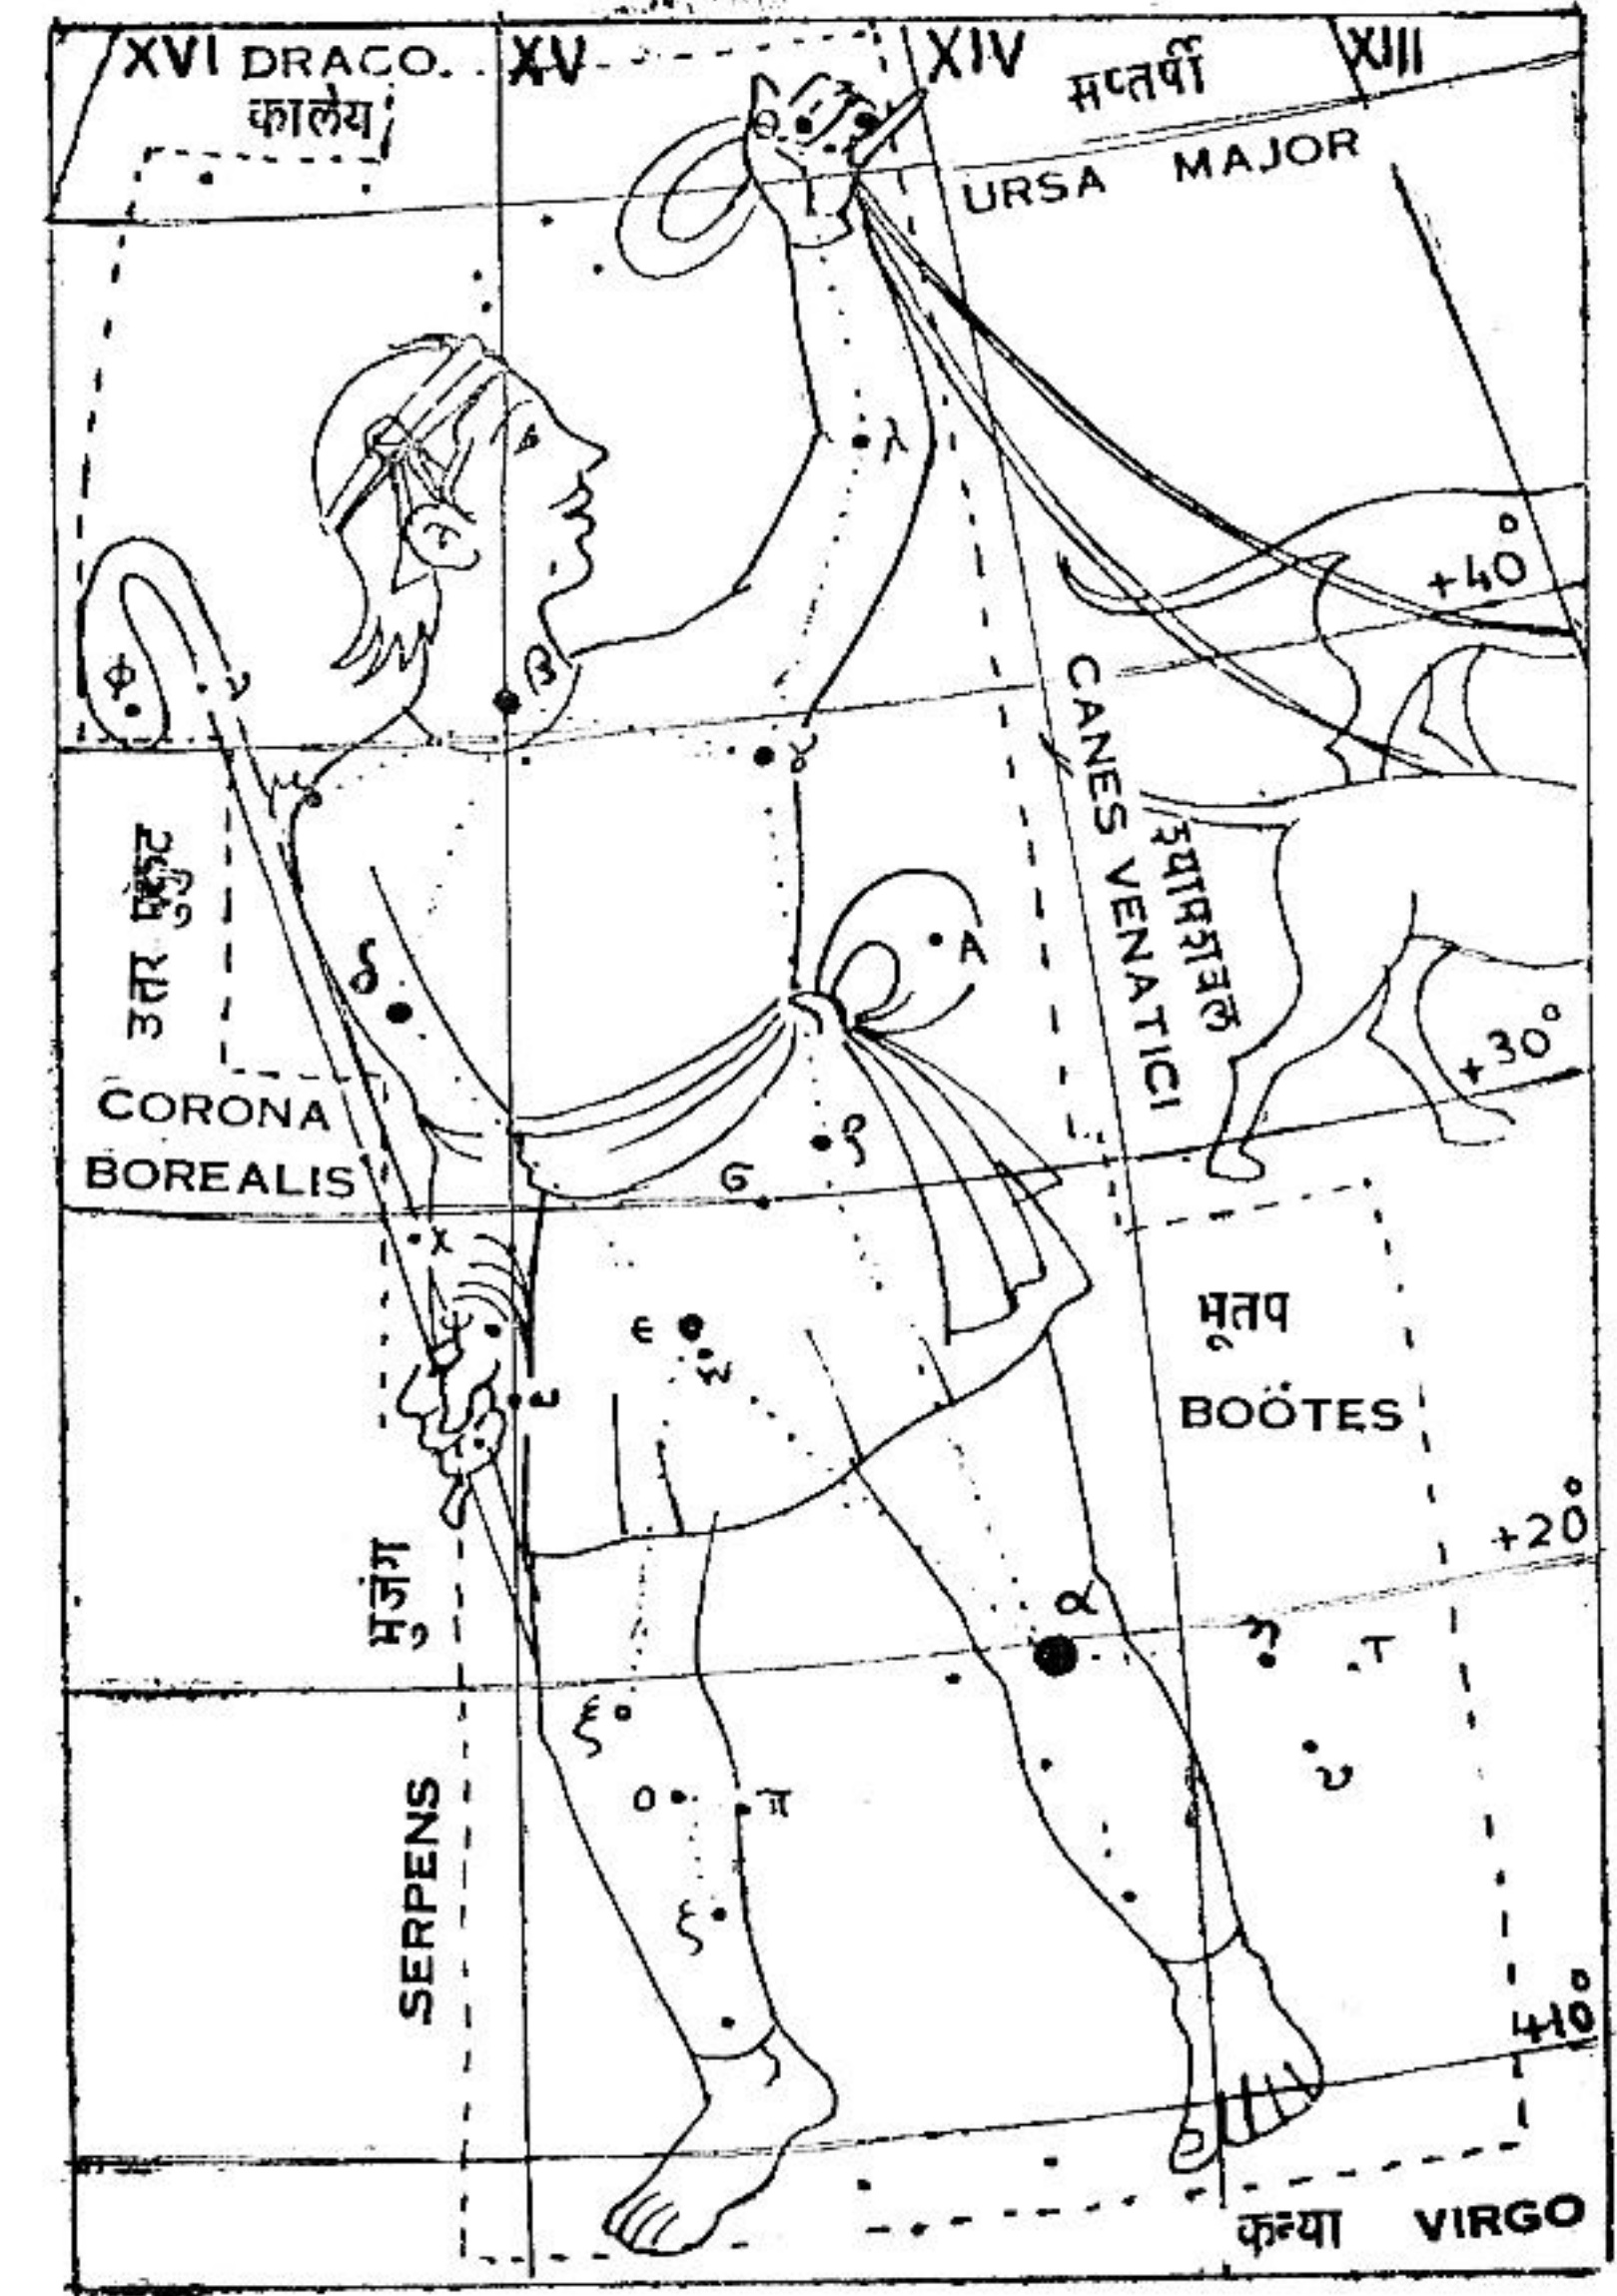 XVI DRACO XV XIV सप्तर्षी XIII
कालेय
URSA MAJOR
θ
λ
+40°
β
φ
ν
γ
μ
CANES VENATICI
उत्तर मुकुट
δ
A
+30°
CORONA
BOREALIS
ρ
σ
χ
भूतप
ε
ω
BOÖTES
ψ
+20°
भुजंग
α
η
τ
ξ
υ
ο
π
SERPENS
ξ
+10°
कन्या VIRGO